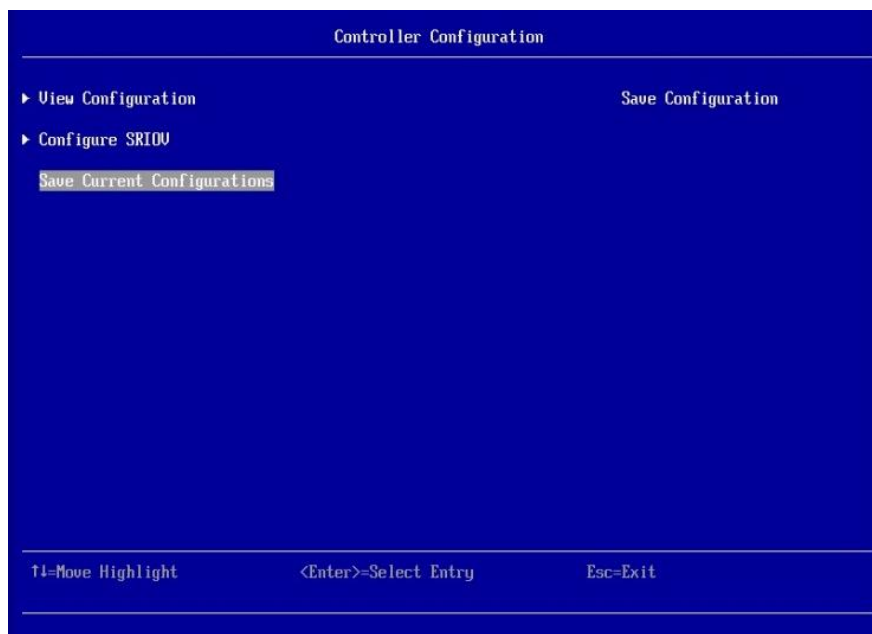 Controller Configuration
▶ View Configuration
Save Configuration
▶ Configure SRIOV
Save Current Configurations
↑↓=Move Highlight
<Enter>=Select Entry
Esc=Exit